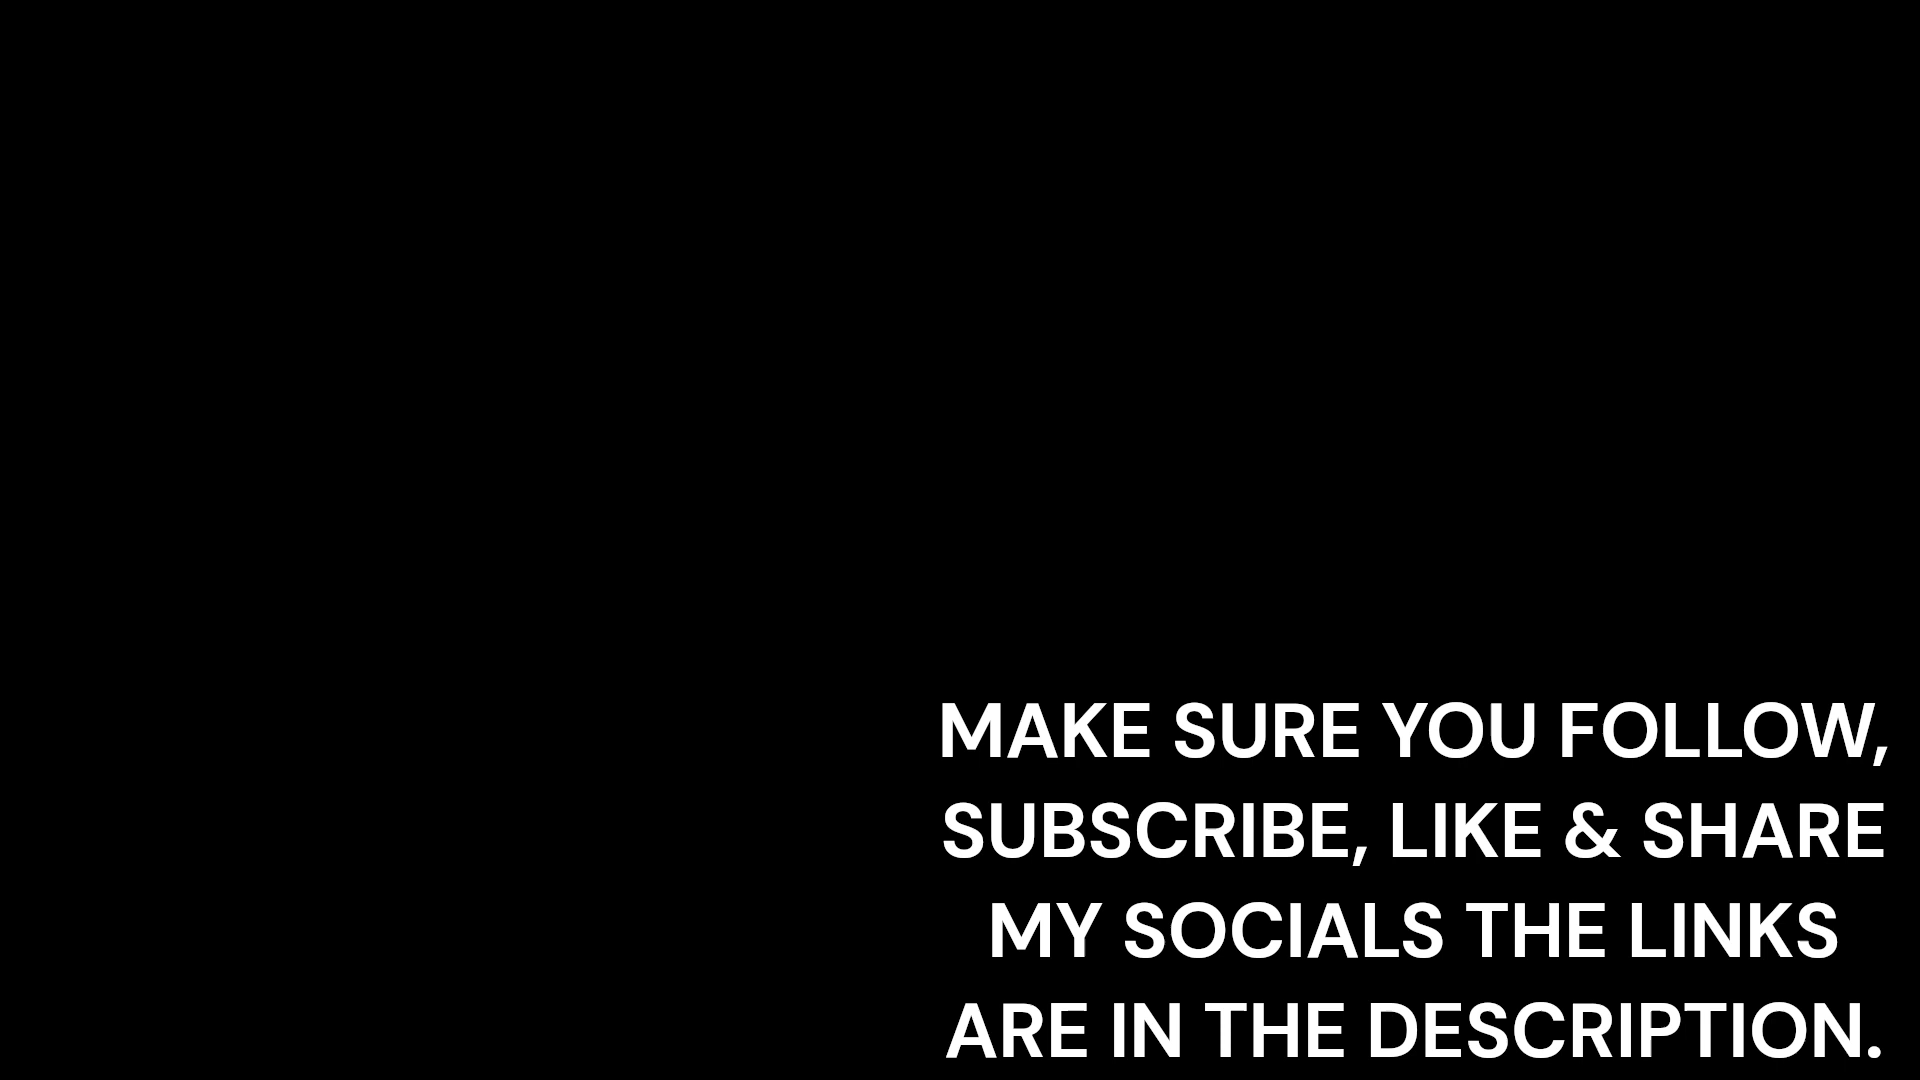 MAKE SURE YOU FOLLOW,
SUBSCRIBE, LIKE & SHARE
MY SOCIALS THE LINKS
ARE IN THE DESCRIPTION.